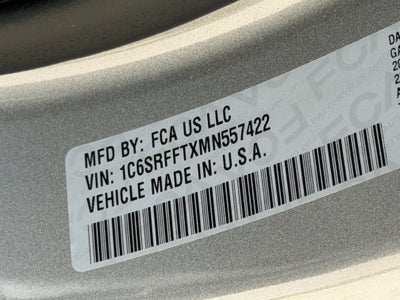 MFD BY: FCA US LLC
VIN: 1C6SRFFTXMN557422
VEHICLE MADE IN: U.S.A.